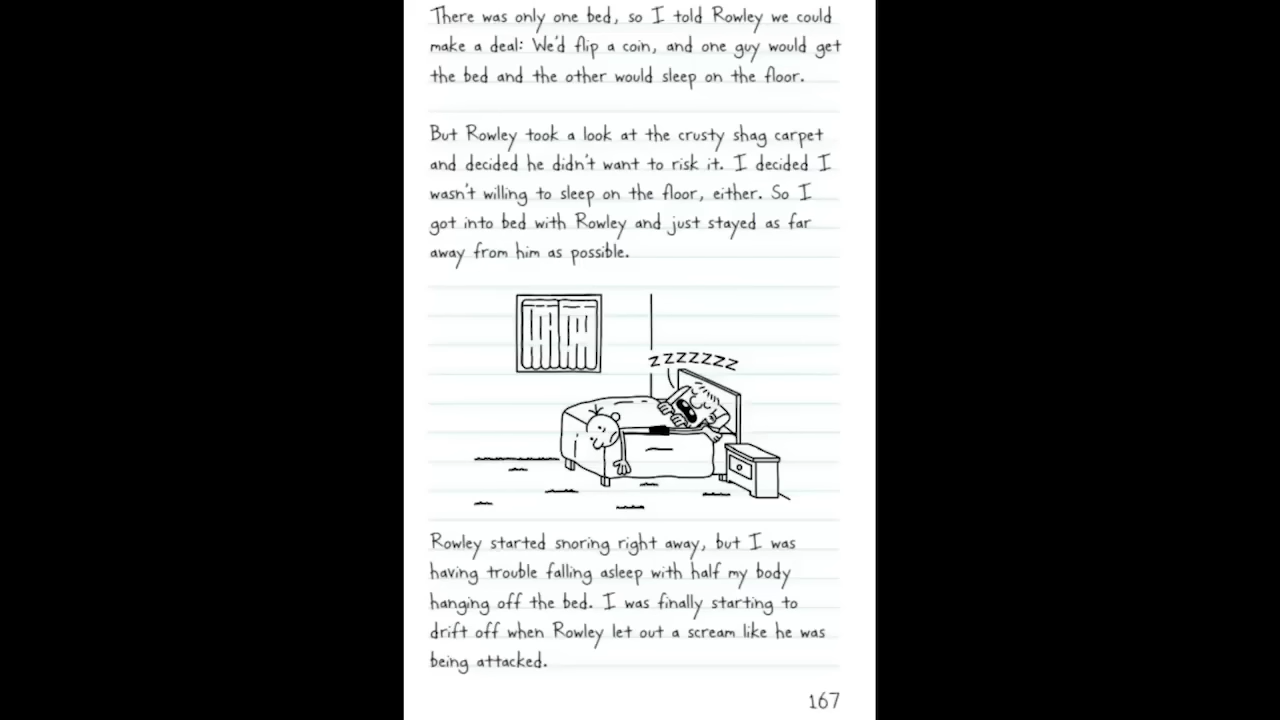 There was only one bed, so I told Rowley we could
make a deal: We'd flip a coin, and one guy would get
the bed and the other would sleep on the floor.
But Rowley took a look at the crusty shag carpet
and decided he didn't want to risk it. I decided I
wasn't willing to sleep on the floor, either. So I
got into bed with Rowley and just stayed as far
away from him as possible.
ZZZZZZZ
Rowley started snoring right away, but I was
having trouble falling asleep with half my body
hanging off the bed. I was finally starting to
drift off when Rowley let out a scream like he was
being attacked.
167